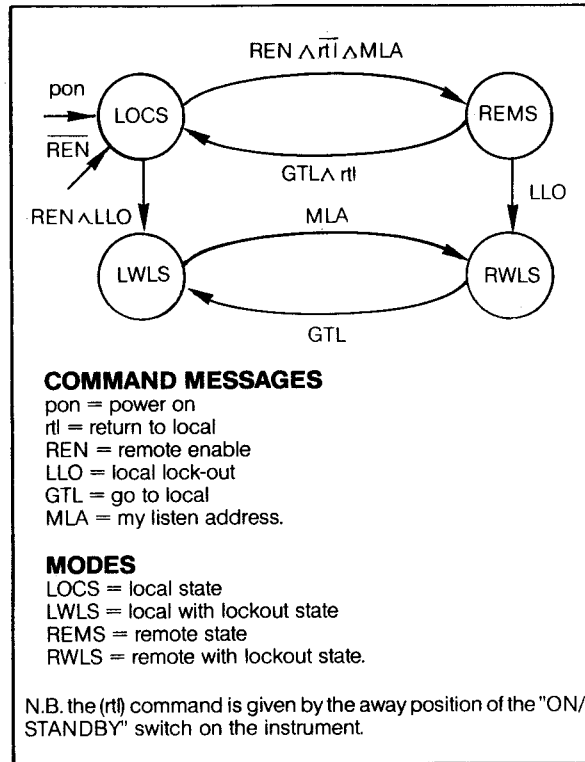 REN ∧ r̅t̅l̅ ∧ MLA
pon
LOCS
REMS
R̅E̅N̅
GTL ∧ rtl
LLO
REN ∧ LLO
MLA
LWLS
RWLS
GTL
COMMAND MESSAGES
pon = power on
rtl = return to local
REN = remote enable
LLO = local lock-out
GTL = go to local
MLA = my listen address.
MODES
LOCS = local state
LWLS = local with lockout state
REMS = remote state
RWLS = remote with lockout state.
N.B. the (rtl) command is given by the away position of the "ON/
STANDBY" switch on the instrument.